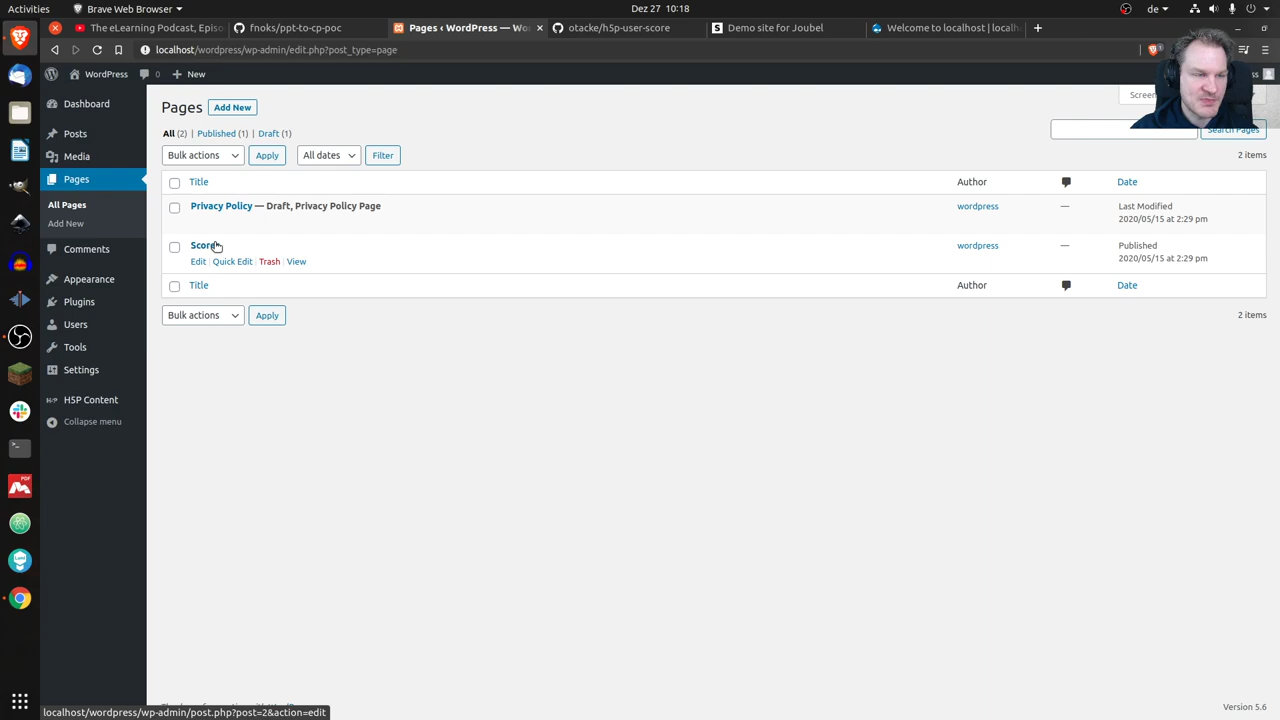 Activities
Brave Web Browser
Dez 27 10:18
de
The eLearning Podcast, Episo
fnoks/ppt-to-cp-poc
Pages ‹ WordPress — Wo
otacke/h5p-user-score
Demo site for Joubel
Welcome to localhost | localh
localhost/wordpress/wp-admin/edit.php?post_type=page
WordPress
0
New
Dashboard
Posts
Media
Pages
All Pages
Add New
Comments
Appearance
Plugins
Users
Tools
Settings
H5P Content
Collapse menu
Pages
Add New
All (2) | Published (1) | Draft (1)
Search Pages
Bulk actions
Apply
All dates
Filter
2 items
Title
Author
Date
Privacy Policy — Draft, Privacy Policy Page
wordpress
—
Last Modified
2020/05/15 at 2:29 pm
Score
Edit | Quick Edit | Trash | View
wordpress
—
Published
2020/05/15 at 2:29 pm
Title
Author
Date
Bulk actions
Apply
2 items
Version 5.6
localhost/wordpress/wp-admin/post.php?post=2&action=edit